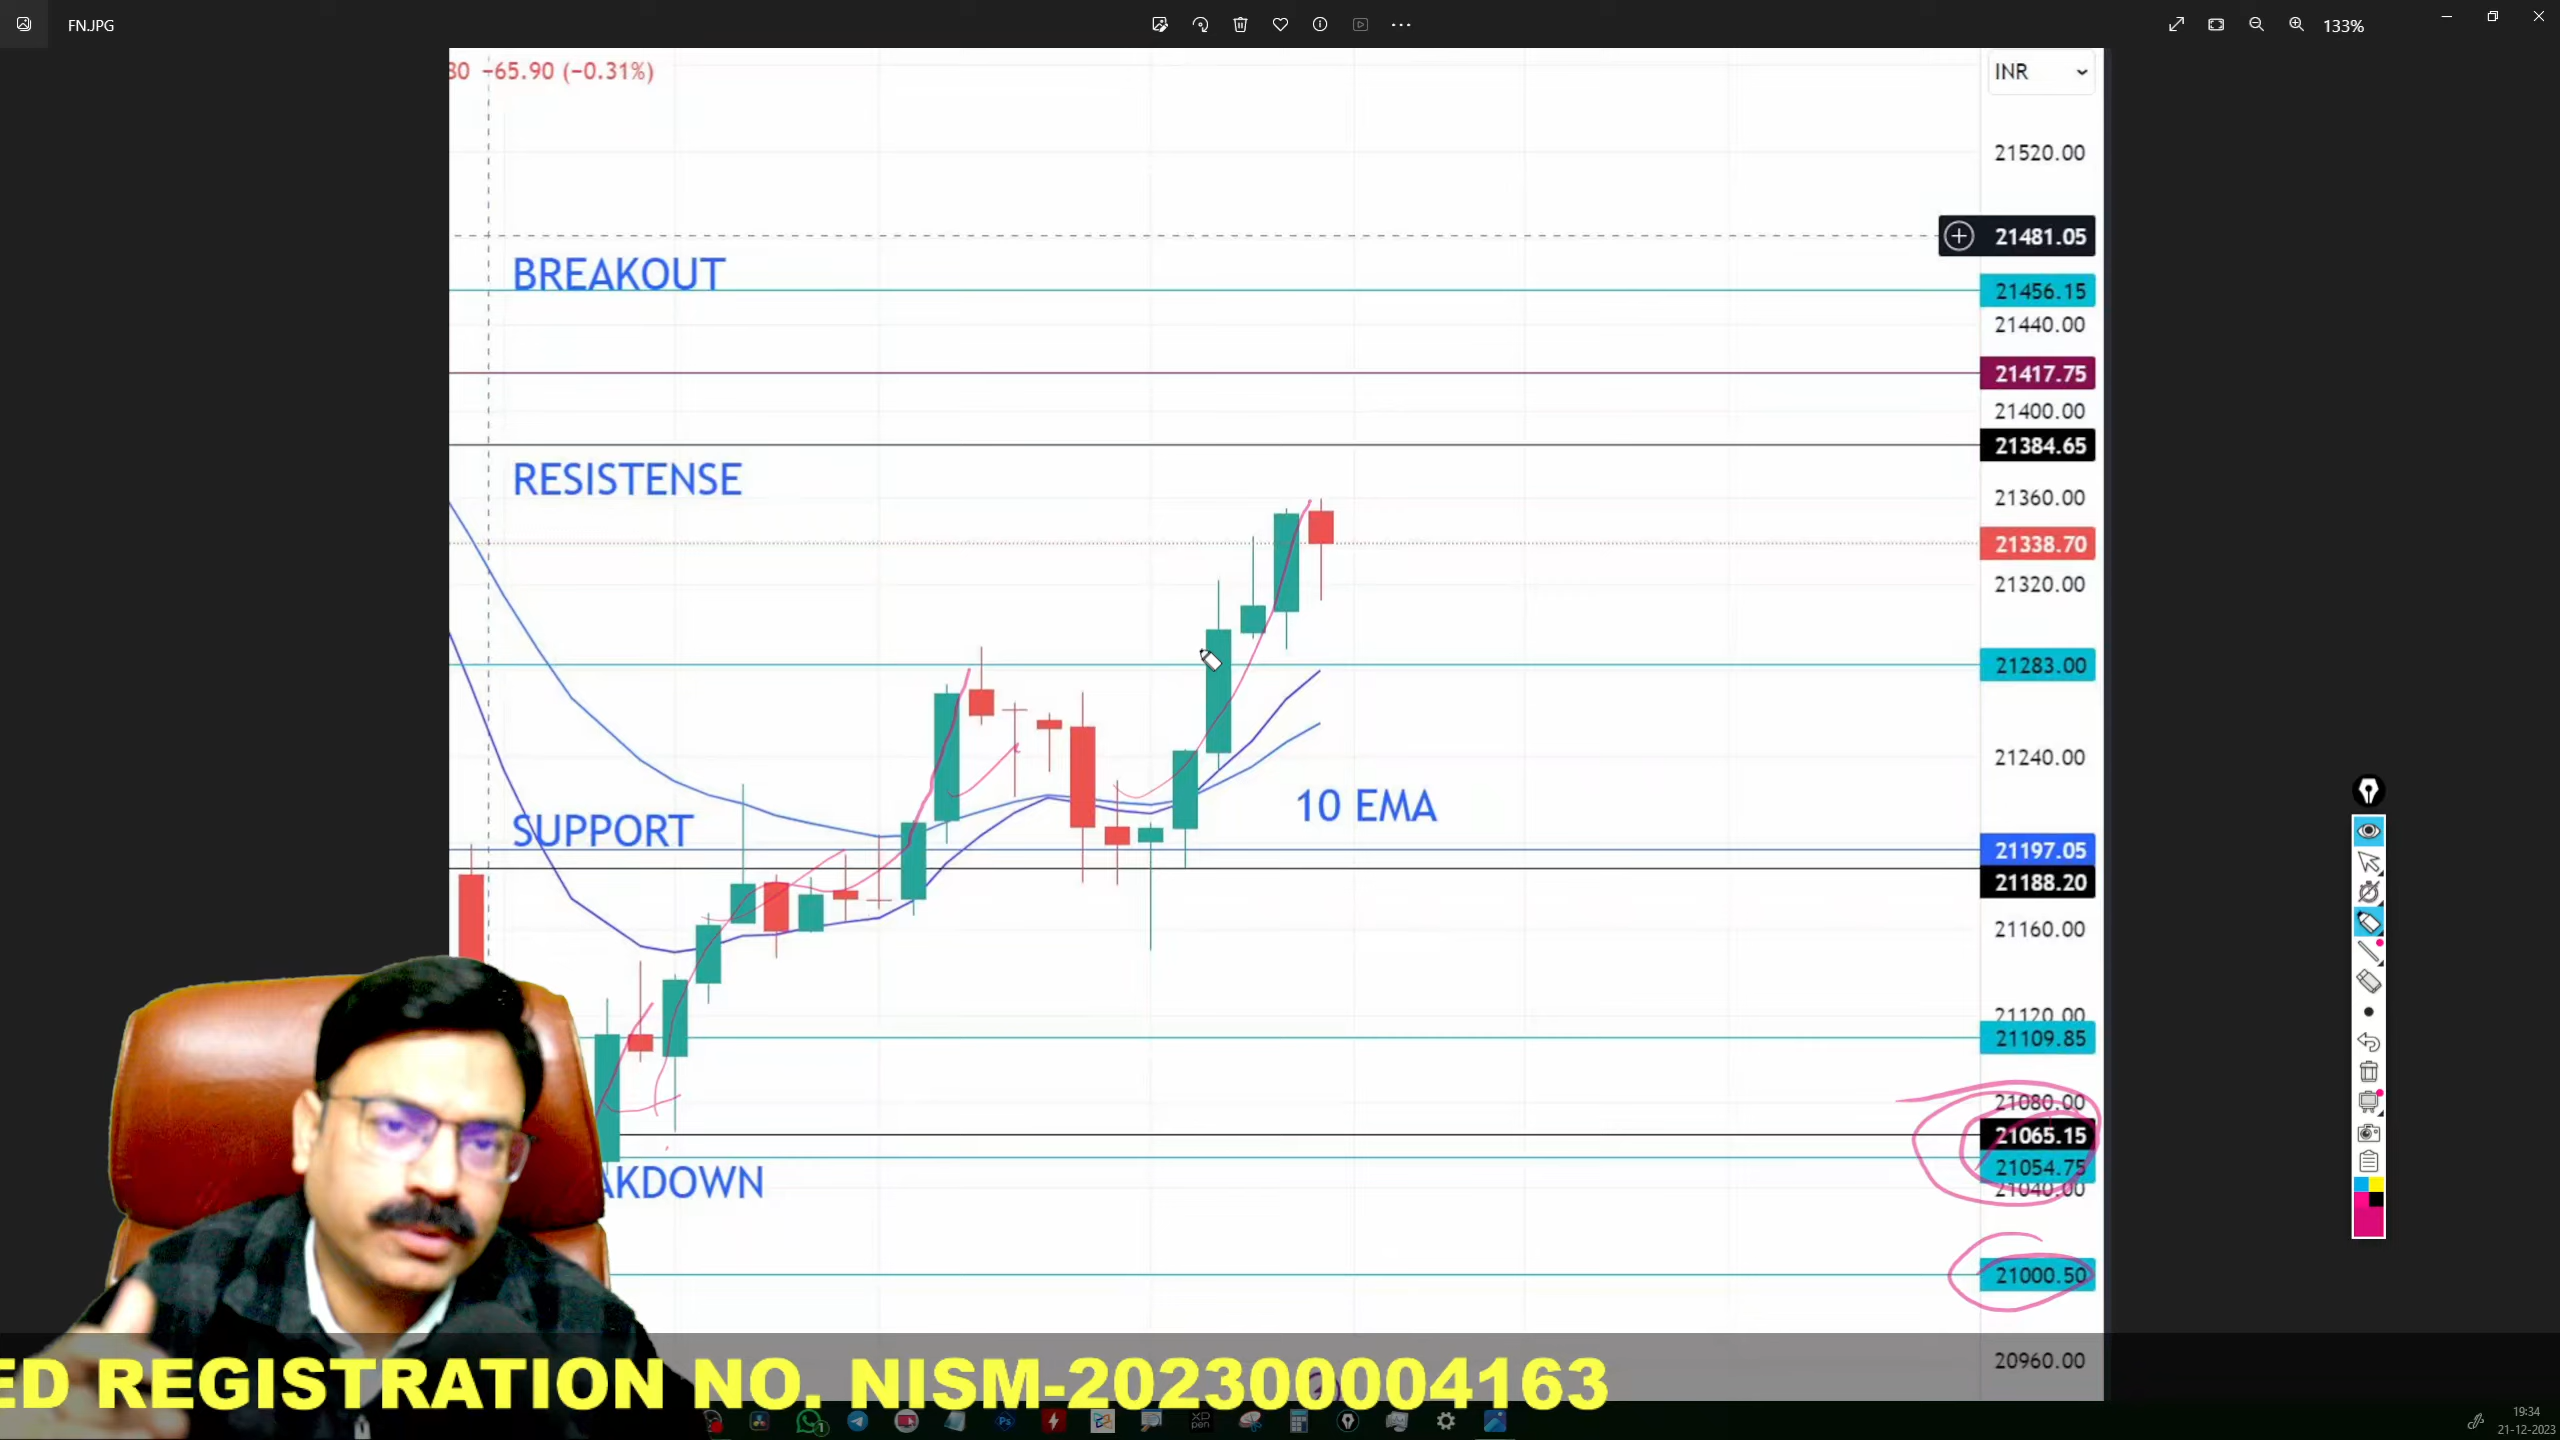 FN.JPG
133%
80 −65.90 (−0.31%)
INR
21520.00
21481.05
BREAKOUT
21456.15
21440.00
21417.75
21400.00
21384.65
RESISTENSE
21360.00
21338.70
21320.00
21283.00
21240.00
10 EMA
SUPPORT
21197.05
21188.20
21160.00
21120.00
21109.85
21080.00
21065.15
21054.75
21040.00
AKDOWN
21000.50
20960.00
ED REGISTRATION NO. NISM-202300004163
19:34
21-12-2023